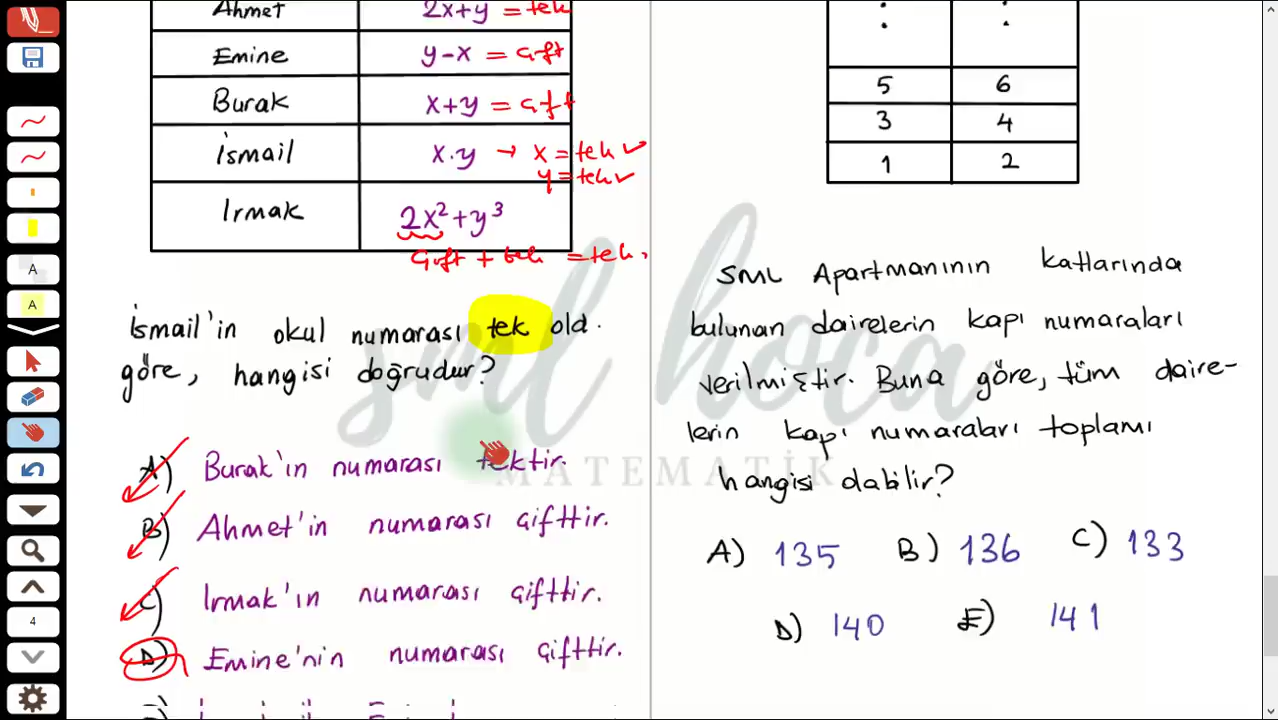 Ahmet 2x+y = tek
Emine y-x = çift
Burak x+y = çift
İsmail x.y → x = tek ✓
y = tek ✓
Irmak 2x²+y³
çift + tek = tek
İsmail'in okul numarası tek old.
göre, hangisi doğrudur?
A) Burak'ın numarası tektir.
B) Ahmet'in numarası çifttir.
C) Irmak'ın numarası çifttir.
D) Emine'nin numarası çifttir.
5 6
3 4
1 2
SML Apartmanının katlarında
bulunan dairelerin kapı numaraları
verilmiştir. Buna göre, tüm daire-
lerin kapı numaraları toplamı
hangisi olabilir?
A) 135 B) 136 C) 133
D) 140 E) 141
sml hoca
MATEMATİK
A
A
4